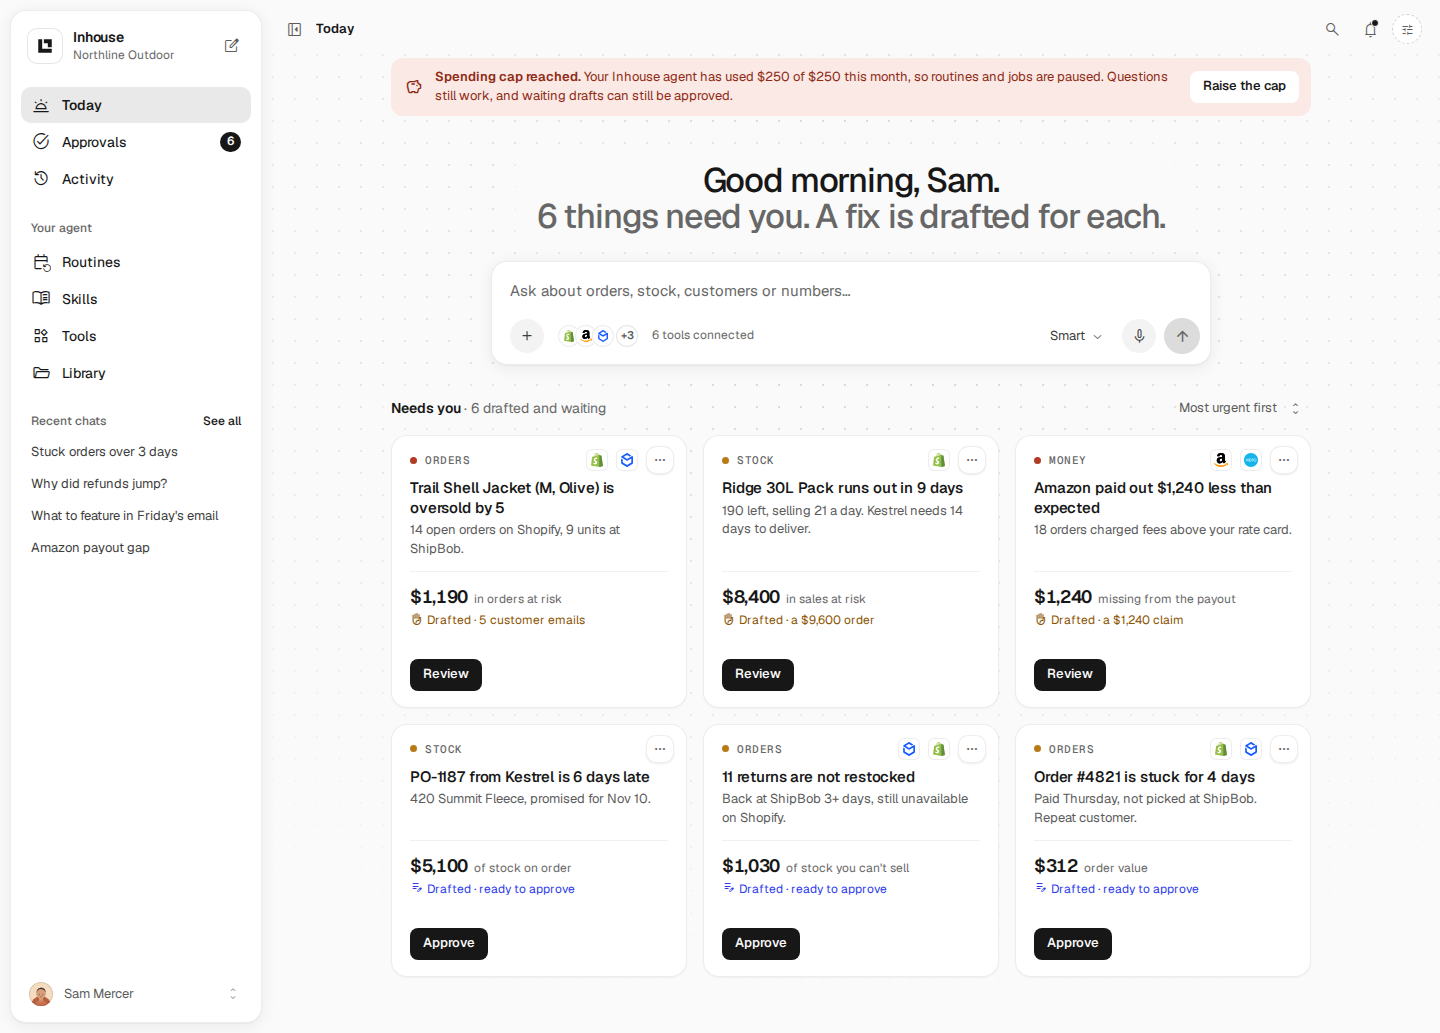 Inhouse
Northline Outdoor
Today
Approvals
6
Activity
Your agent
Routines
Skills
Tools
Library
Recent chats
See all
Stuck orders over 3 days
Why did refunds jump?
What to feature in Friday's email
Amazon payout gap
Sam Mercer
Today
Spending cap reached. Your Inhouse agent has used $250 of $250 this month, so routines and jobs are paused. Questions
still work, and waiting drafts can still be approved.
Raise the cap
Good morning, Sam.
6 things need you. A fix is drafted for each.
Ask about orders, stock, customers or numbers...
+3
6 tools connected
Smart
Needs you · 6 drafted and waiting
Most urgent first
ORDERS
Trail Shell Jacket (M, Olive) is
oversold by 5
14 open orders on Shopify, 9 units at
ShipBob.
$1,190 in orders at risk
Drafted · 5 customer emails
Review
STOCK
Ridge 30L Pack runs out in 9 days
190 left, selling 21 a day. Kestrel needs 14
days to deliver.
$8,400 in sales at risk
Drafted · a $9,600 order
Review
MONEY
Amazon paid out $1,240 less than
expected
18 orders charged fees above your rate card.
$1,240 missing from the payout
Drafted · a $1,240 claim
Review
STOCK
PO-1187 from Kestrel is 6 days late
420 Summit Fleece, promised for Nov 10.
$5,100 of stock on order
Drafted · ready to approve
Approve
ORDERS
11 returns are not restocked
Back at ShipBob 3+ days, still unavailable
on Shopify.
$1,030 of stock you can't sell
Drafted · ready to approve
Approve
ORDERS
Order #4821 is stuck for 4 days
Paid Thursday, not picked at ShipBob.
Repeat customer.
$312 order value
Drafted · ready to approve
Approve